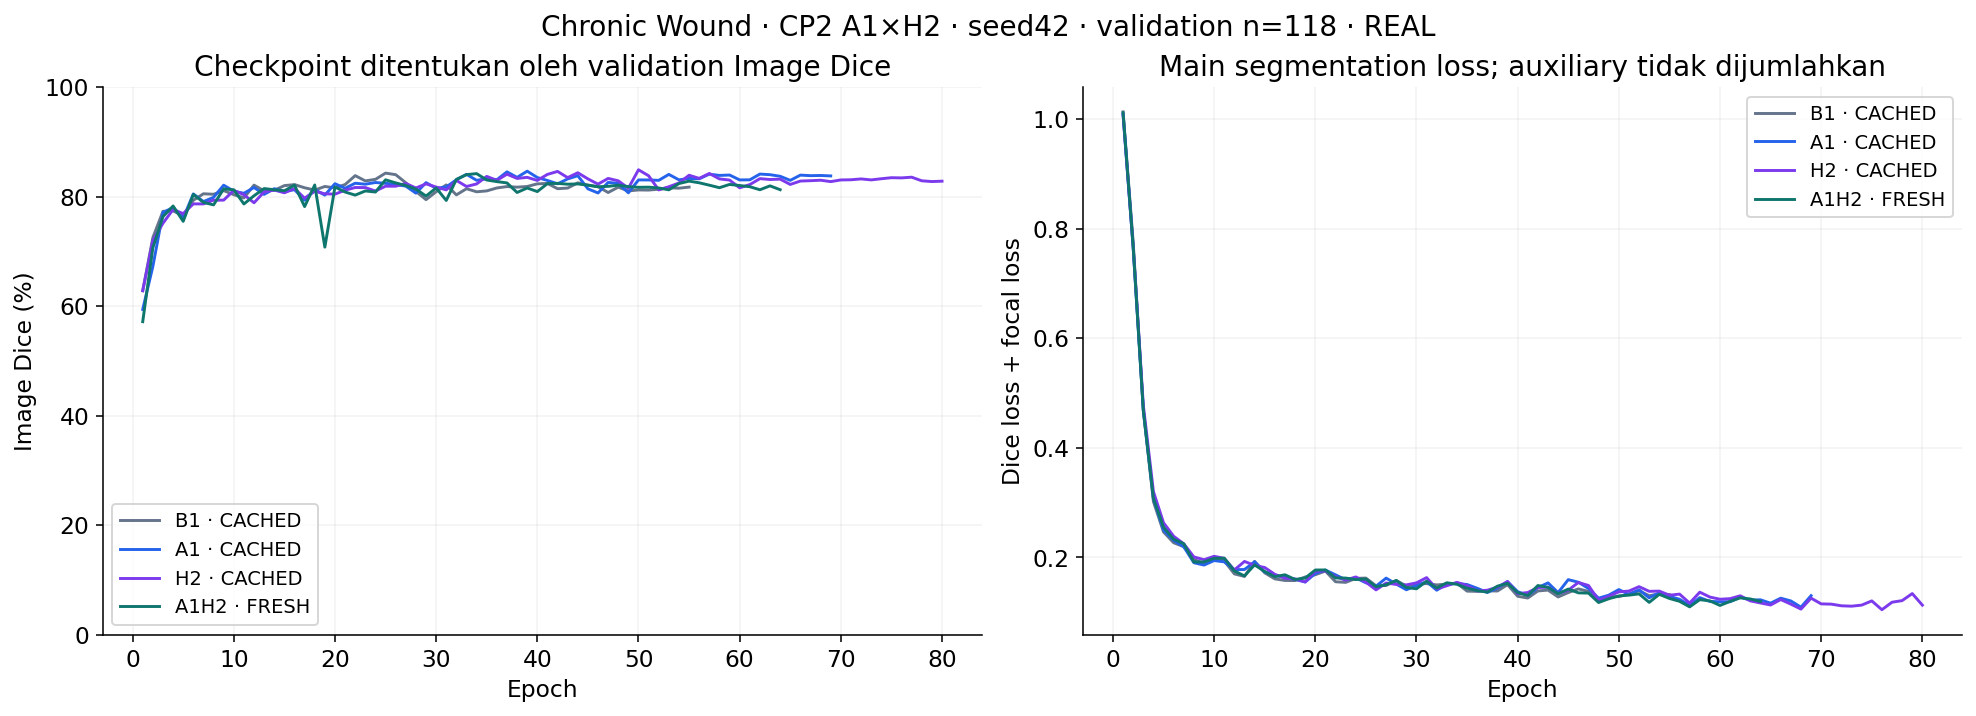 Chronic Wound · CP2 A1×H2 · seed42 · validation n=118 · REAL
Checkpoint ditentukan oleh validation Image Dice
Image Dice (%)
100
80
60
40
20
0
0 10 20 30 40 50 60 70 80
Epoch
B1 · CACHED
A1 · CACHED
H2 · CACHED
A1H2 · FRESH
Main segmentation loss; auxiliary tidak dijumlahkan
Dice loss + focal loss
1.0
0.8
0.6
0.4
0.2
0 10 20 30 40 50 60 70 80
Epoch
B1 · CACHED
A1 · CACHED
H2 · CACHED
A1H2 · FRESH